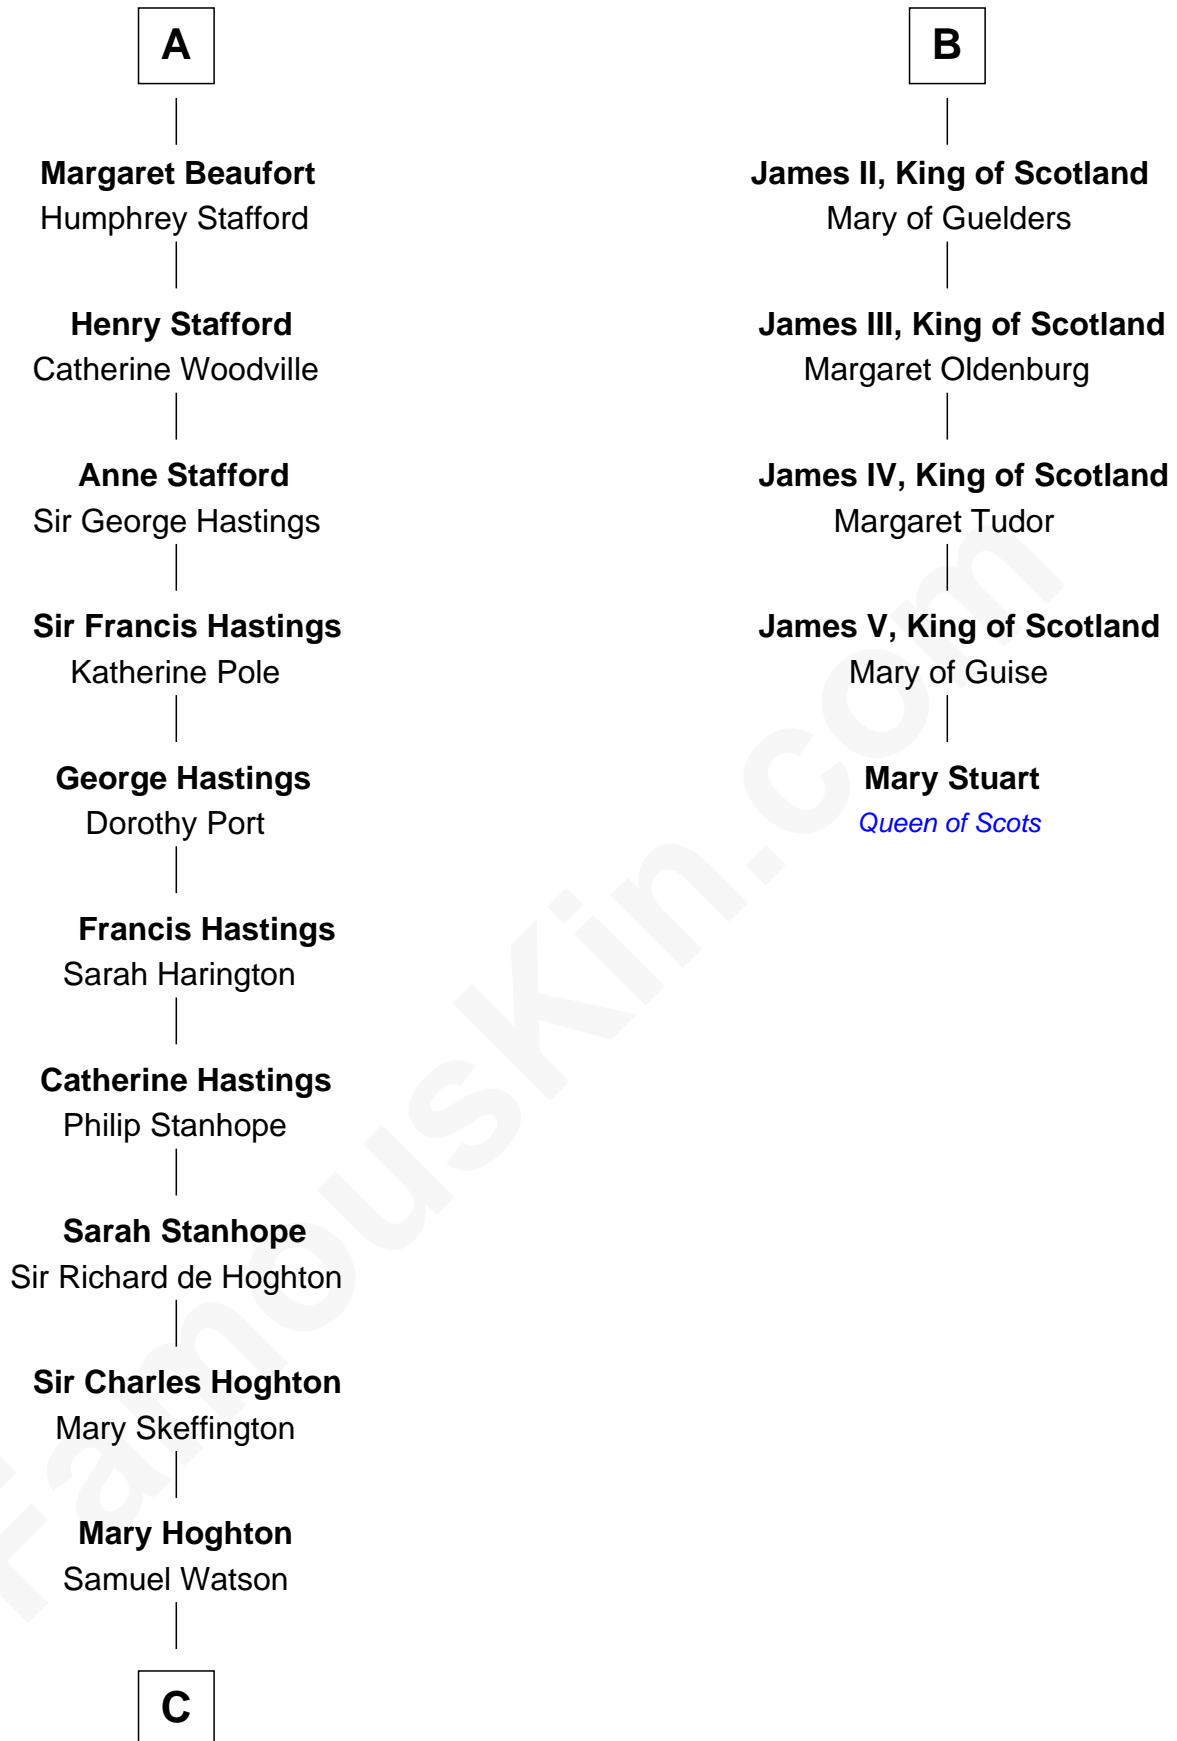 A
Margaret Beaufort
Humphrey Stafford
Henry Stafford
Catherine Woodville
Anne Stafford
Sir George Hastings
Sir Francis Hastings
Katherine Pole
George Hastings
Dorothy Port
Francis Hastings
Sarah Harington
Catherine Hastings
Philip Stanhope
Sarah Stanhope
Sir Richard de Hoghton
Sir Charles Hoghton
Mary Skeffington
Mary Hoghton
Samuel Watson
C
B
James II, King of Scotland
Mary of Guelders
James III, King of Scotland
Margaret Oldenburg
James IV, King of Scotland
Margaret Tudor
James V, King of Scotland
Mary of Guise
Mary Stuart
Queen of Scots
FamousKin.com